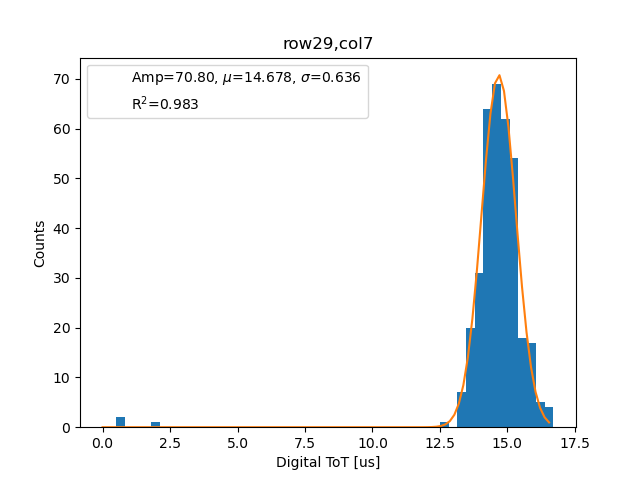 row29,col7
Amp=70.80, μ=14.678, σ=0.636
R²=0.983
70
60
50
40
30
20
10
0
Counts
0.0 2.5 5.0 7.5 10.0 12.5 15.0 17.5
Digital ToT [us]